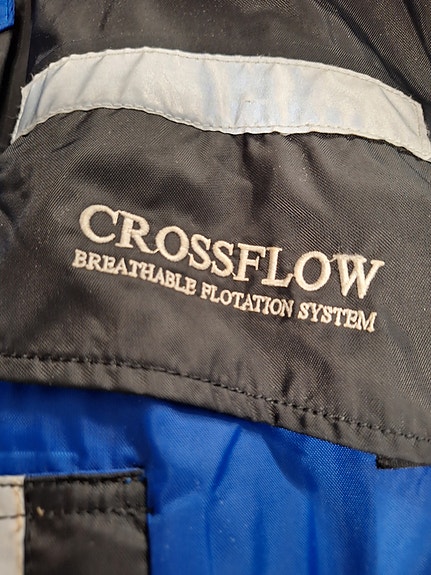 CROSSFLOW
BREATHABLE FLOTATION SYSTEM